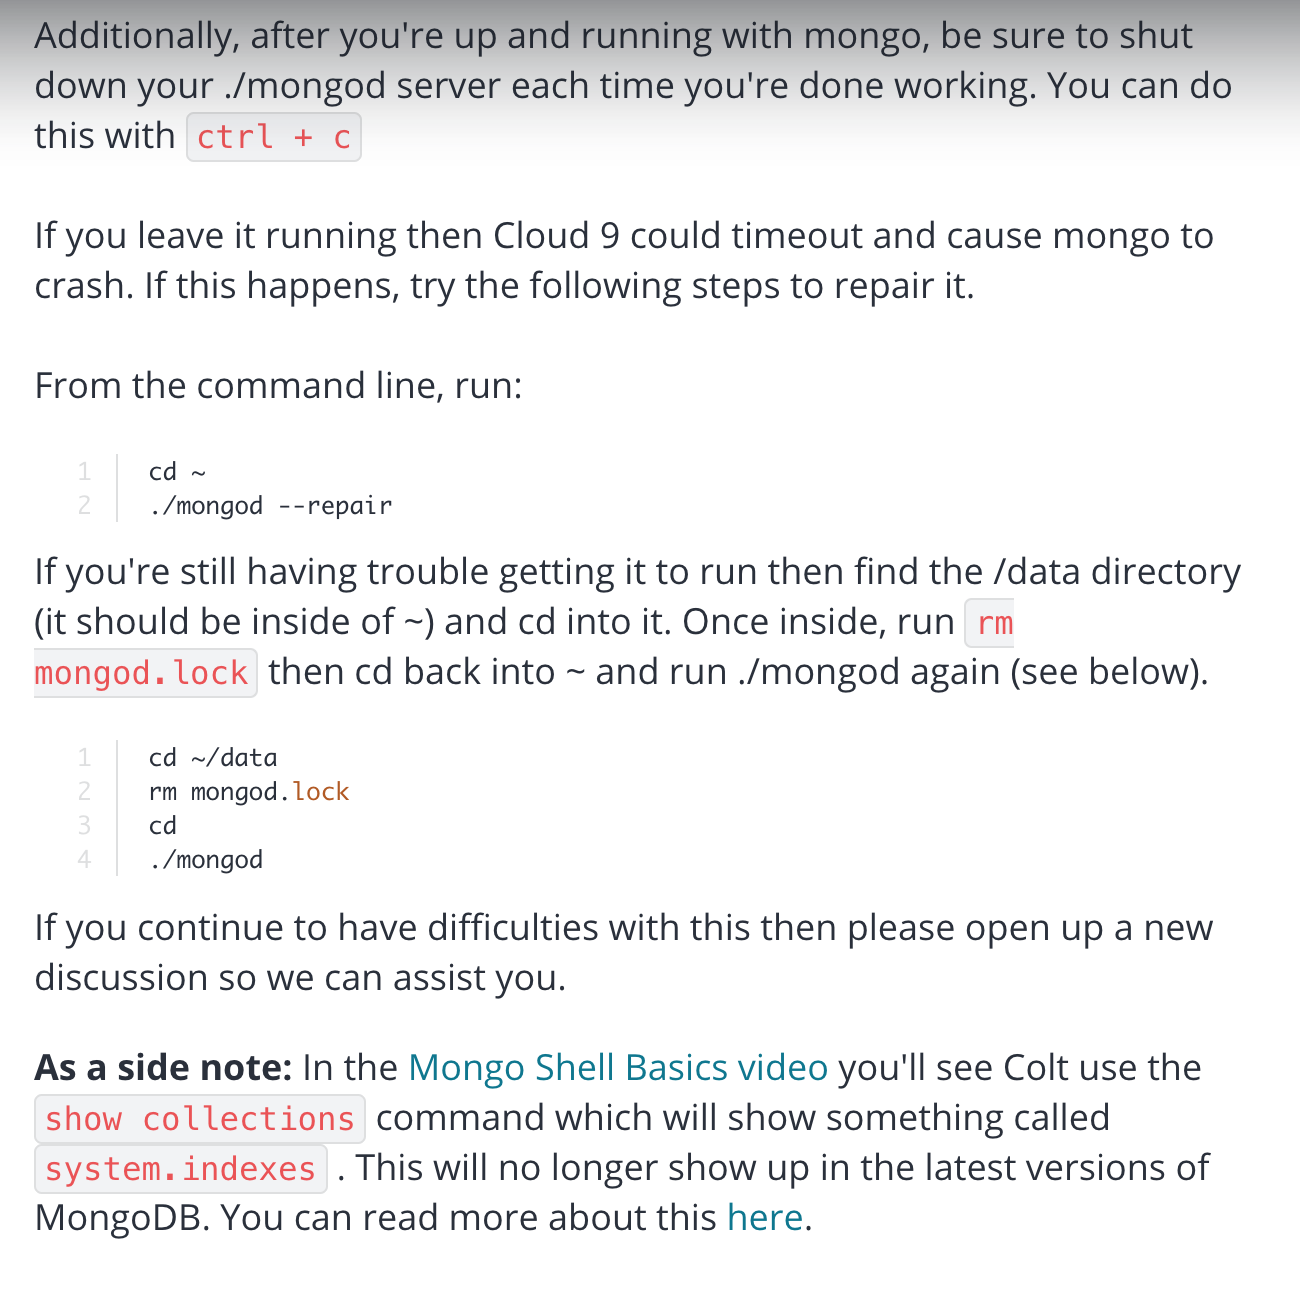 Additionally, after you're up and running with mongo, be sure to shut
down your ./mongod server each time you're done working. You can do
this with ctrl + c
If you leave it running then Cloud 9 could timeout and cause mongo to
crash. If this happens, try the following steps to repair it.
From the command line, run:
1 cd ~
2 ./mongod --repair
If you're still having trouble getting it to run then find the /data directory
(it should be inside of ~) and cd into it. Once inside, run rm
mongod.lock then cd back into ~ and run ./mongod again (see below).
1 cd ~/data
2 rm mongod.lock
3 cd
4 ./mongod
If you continue to have difficulties with this then please open up a new
discussion so we can assist you.
As a side note: In the Mongo Shell Basics video you'll see Colt use the
show collections command which will show something called
system.indexes . This will no longer show up in the latest versions of
MongoDB. You can read more about this here.